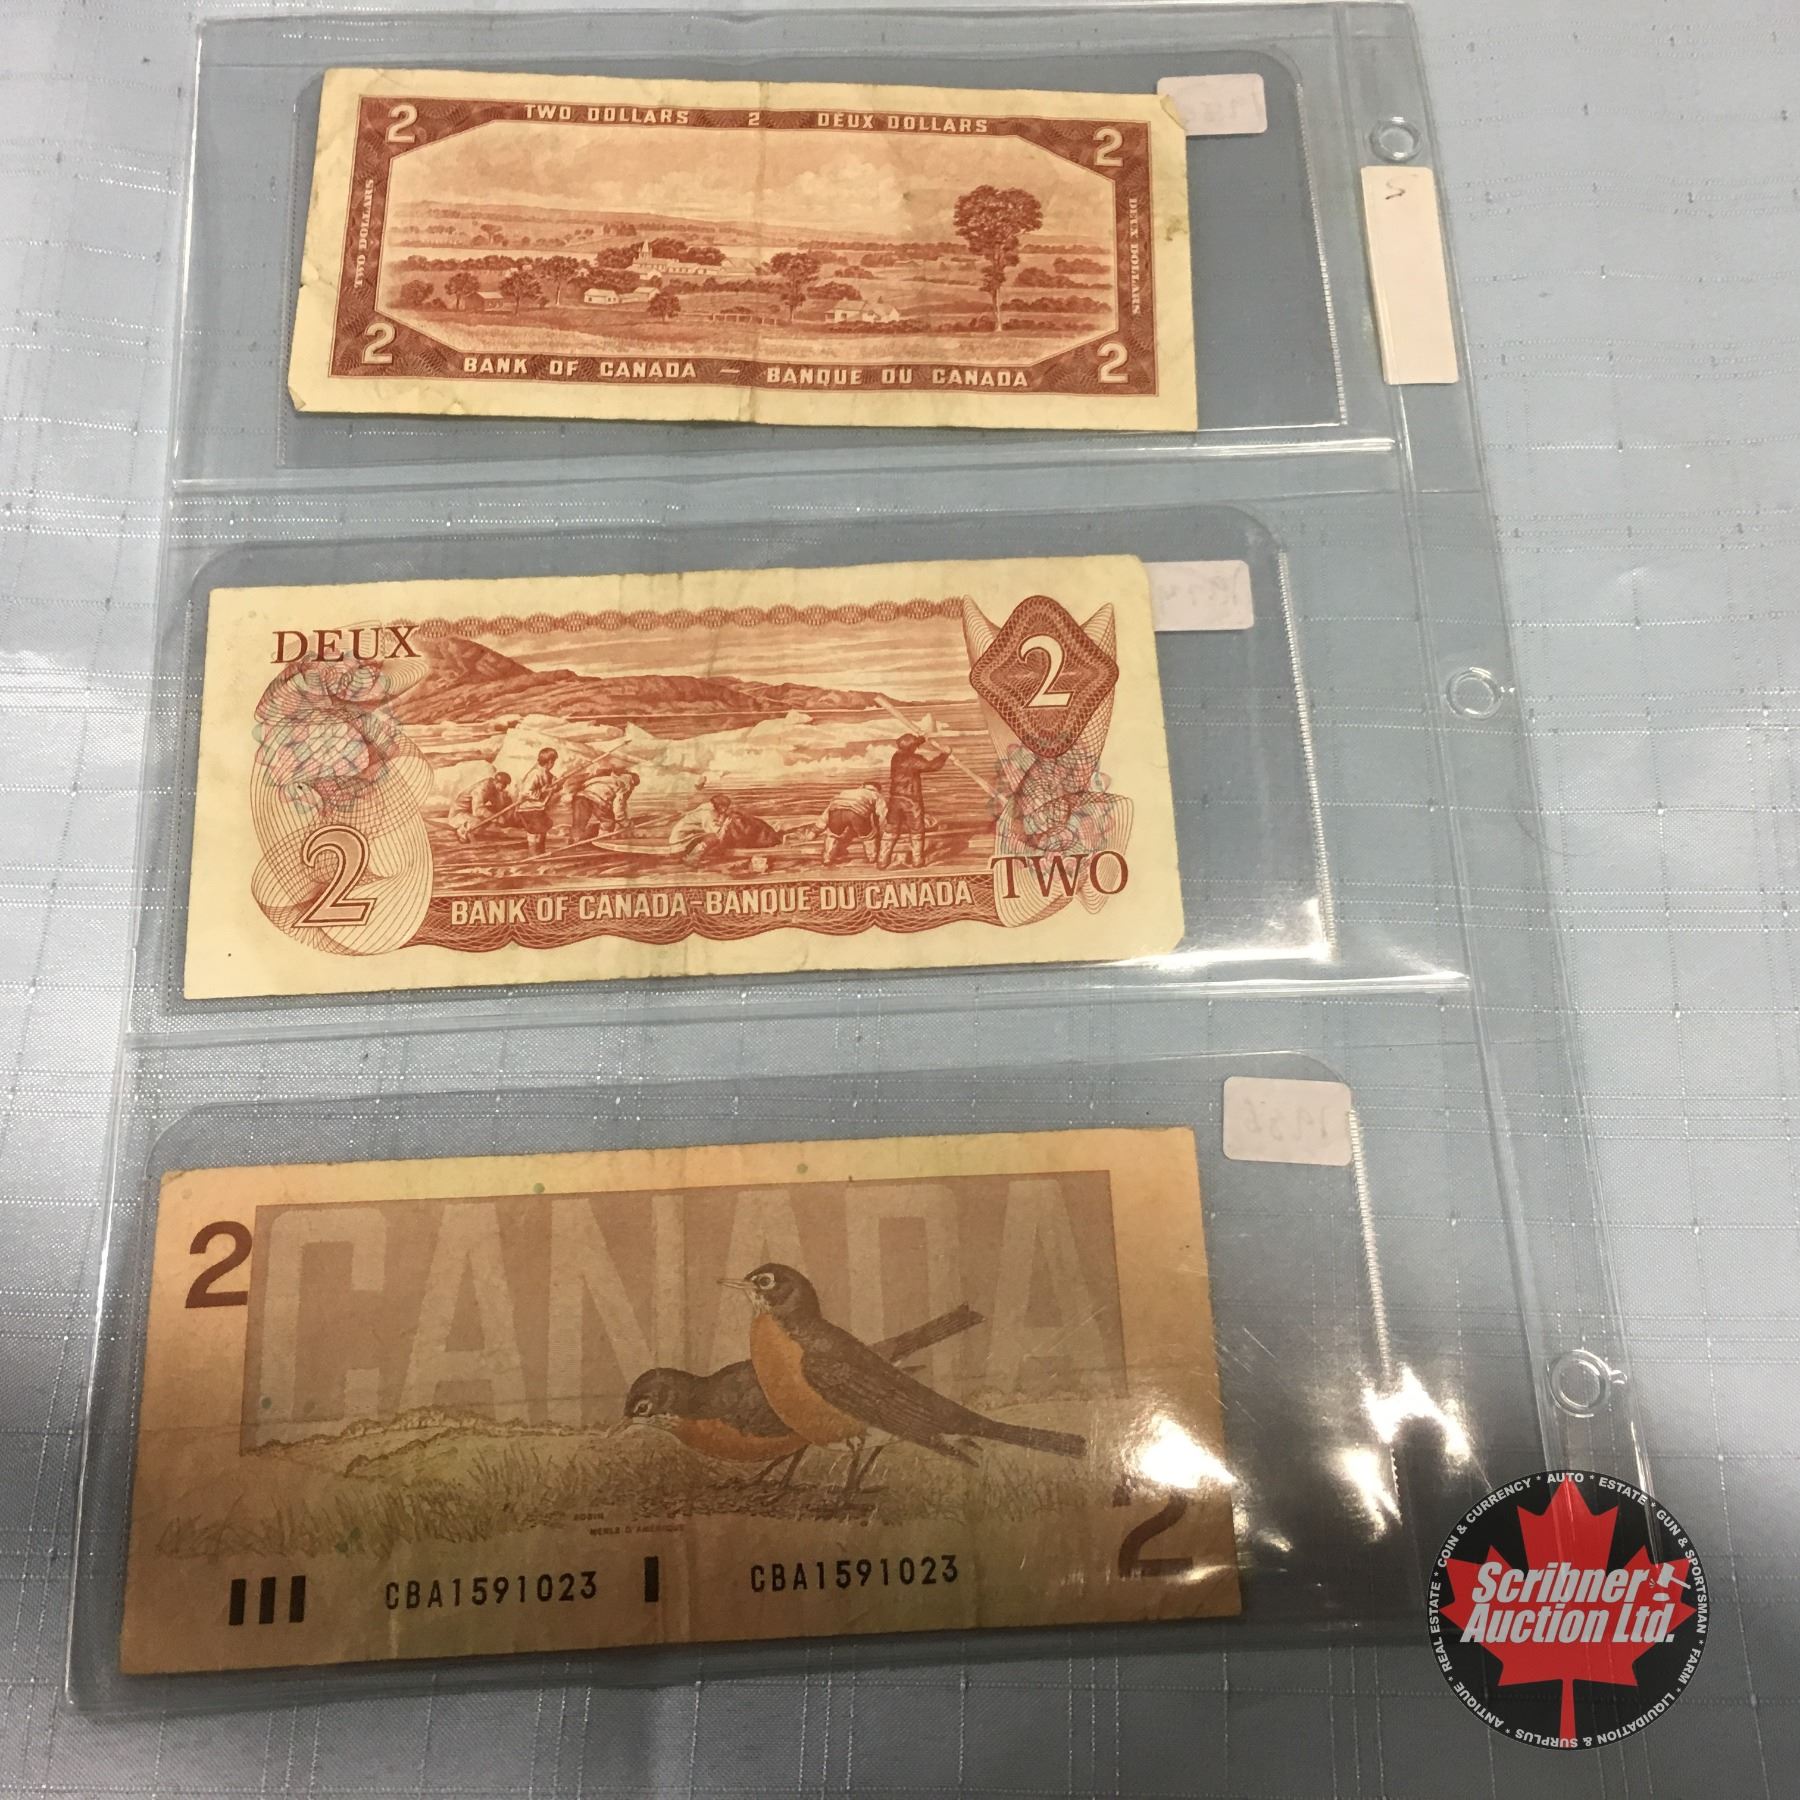 2 TWO DOLLARS 2 DEUX DOLLARS 2
TWO DOLLARS
DEUX DOLLARS
2 BANK OF CANADA — BANQUE DU CANADA 2
DEUX
2
2
TWO
BANK OF CANADA-BANQUE DU CANADA
1986
2
CANADA
ROBIN
MERLE D'AMÉRIQUE
2
CBA1591023 CBA1591023
COIN & CURRENCY * AUTO * ESTATE * GUN & SPORTSMAN * FARM * LIQUIDATION & SURPLUS * ANTIQUE * REAL ESTATE *
Scribner
Auction Ltd.